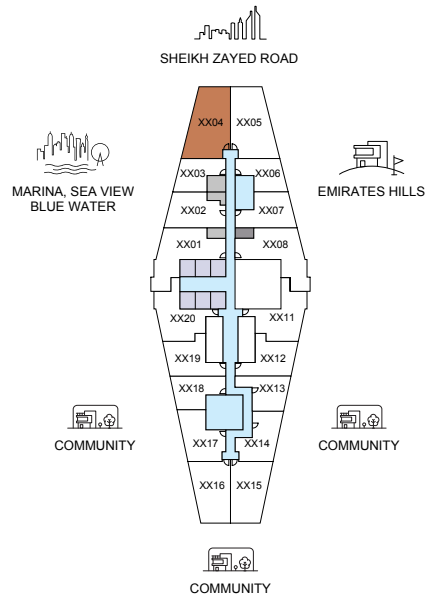 SHEIKH ZAYED ROAD
XX04 XX05
MARINA, SEA VIEW
BLUE WATER
EMIRATES HILLS
XX03 XX06
XX02 XX07
XX01 XX08
XX20 XX11
XX19 XX12
XX18 XX13
COMMUNITY
COMMUNITY
XX17 XX14
XX16 XX15
COMMUNITY